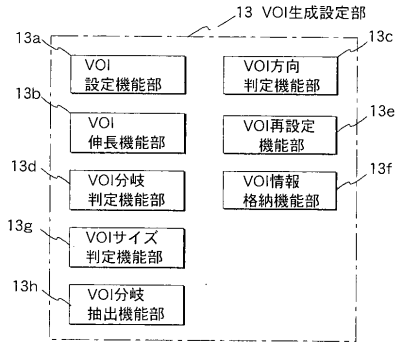 13 VOI生成設定部
13a
VOI
設定機能部
13c
VOI方向
判定機能部
13b
VOI
伸長機能部
13e
VOI再設定
機能部
13d
VOI分岐
判定機能部
13f
VOI情報
格納機能部
13g
VOIサイズ
判定機能部
13h
VOI分岐
抽出機能部